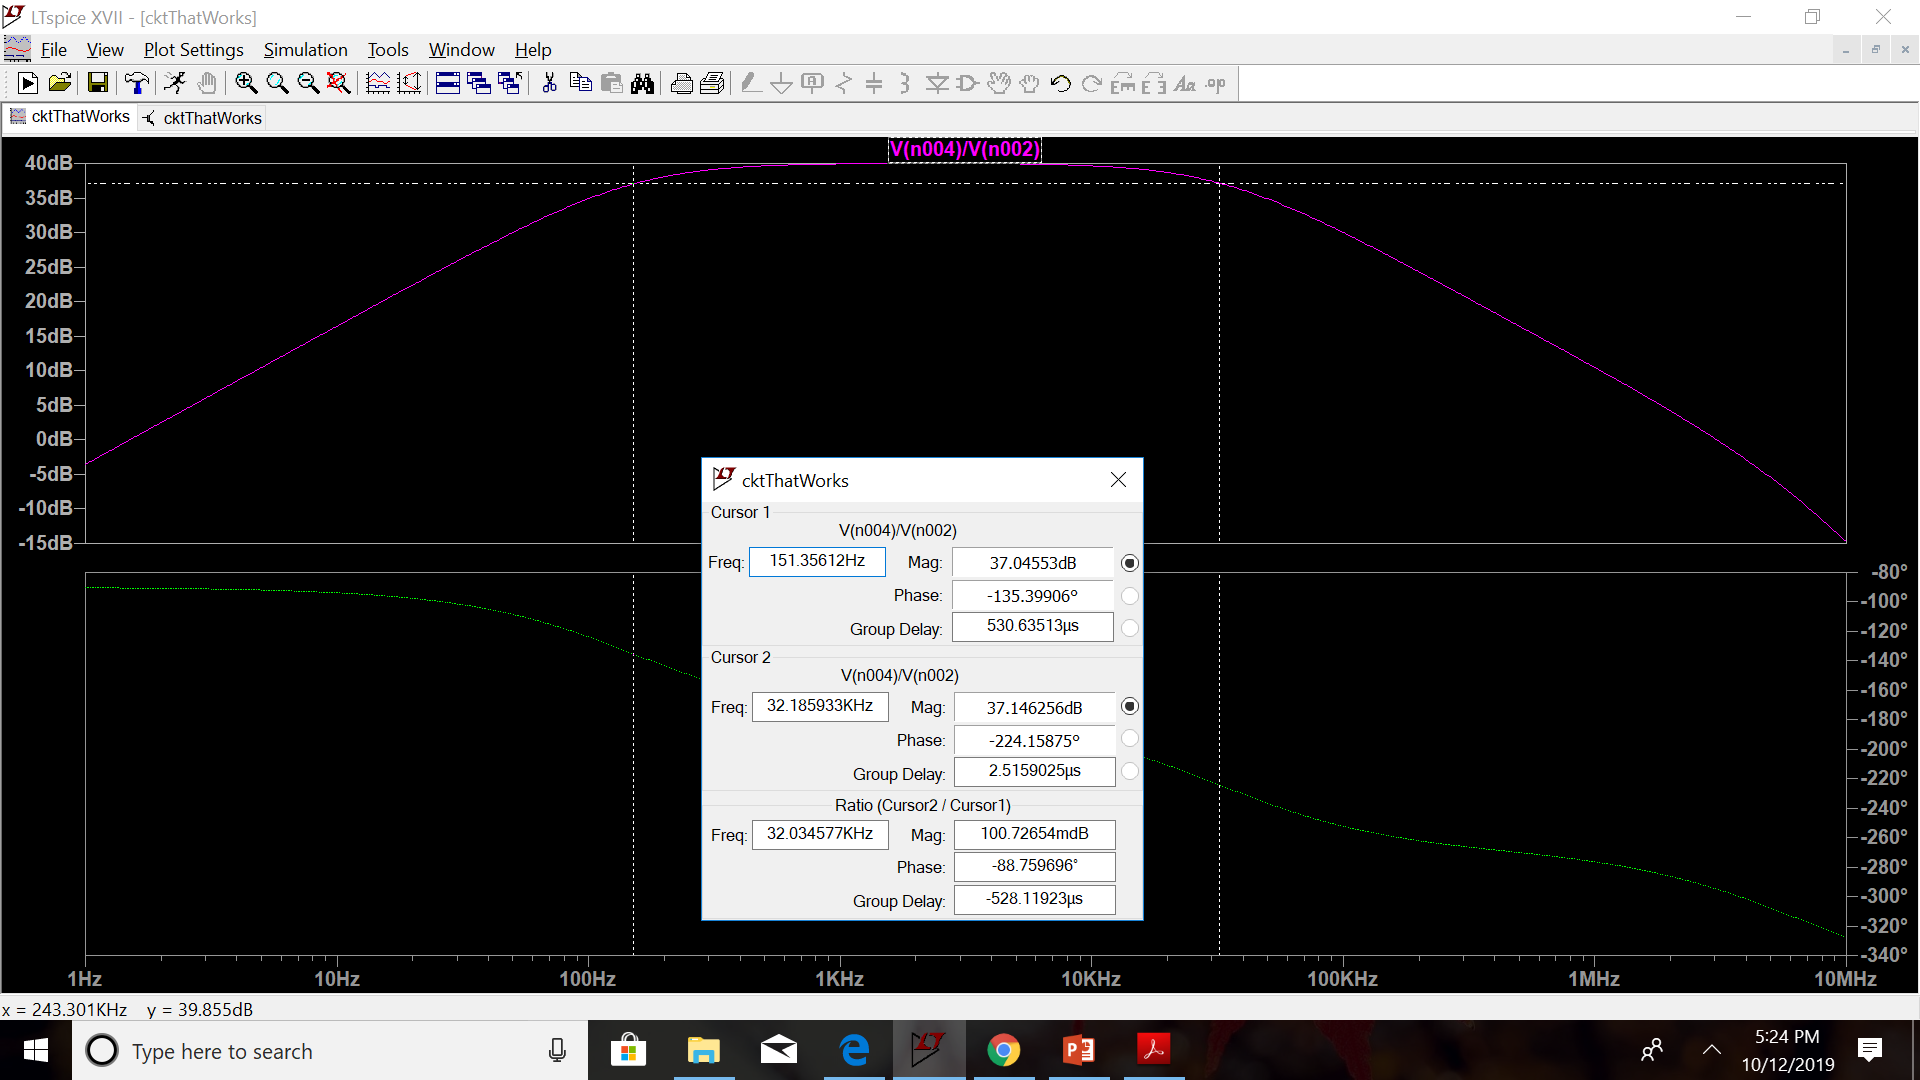 LTspice XVII - [cktThatWorks]
File View Plot Settings Simulation Tools Window Help
Aa .op
cktThatWorks cktThatWorks
V(n004)/V(n002)
40dB
35dB
30dB
25dB
20dB
15dB
10dB
5dB
0dB
-5dB
-10dB
-15dB
cktThatWorks
Cursor 1
V(n004)/V(n002)
Freq: 151.35612Hz Mag: 37.04553dB
Phase: -135.39906°
Group Delay: 530.63513µs
Cursor 2
V(n004)/V(n002)
Freq: 32.185933KHz Mag: 37.146256dB
Phase: -224.15875°
Group Delay: 2.5159025µs
Ratio (Cursor2 / Cursor1)
Freq: 32.034577KHz Mag: 100.72654mdB
Phase: -88.759696°
Group Delay: -528.11923µs
-80°
-100°
-120°
-140°
-160°
-180°
-200°
-220°
-240°
-260°
-280°
-300°
-320°
-340°
1Hz 10Hz 100Hz 1KHz 10KHz 100KHz 1MHz 10MHz
x = 243.301KHz y = 39.855dB
Type here to search
5:24 PM
10/12/2019